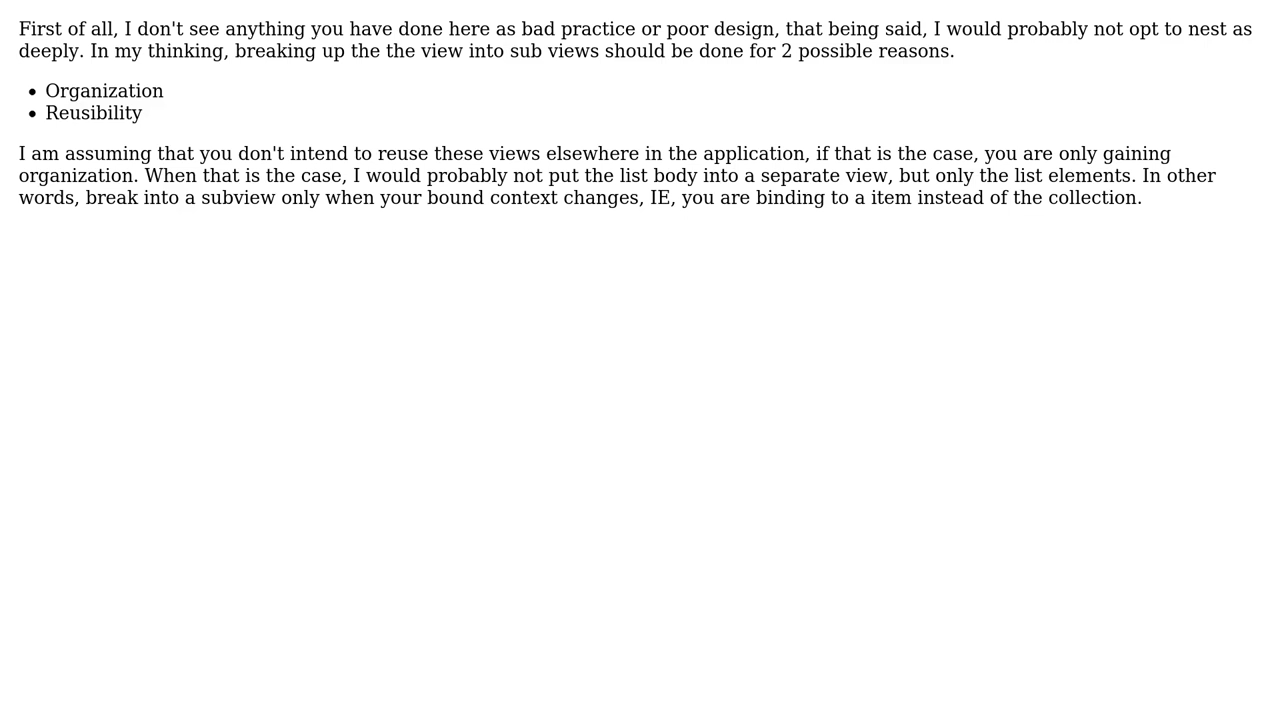 First of all, I don't see anything you have done here as bad practice or poor design, that being said, I would probably not opt to nest as
deeply. In my thinking, breaking up the the view into sub views should be done for 2 possible reasons.
• Organization
• Reusibility
I am assuming that you don't intend to reuse these views elsewhere in the application, if that is the case, you are only gaining
organization. When that is the case, I would probably not put the list body into a separate view, but only the list elements. In other
words, break into a subview only when your bound context changes, IE, you are binding to a item instead of the collection.